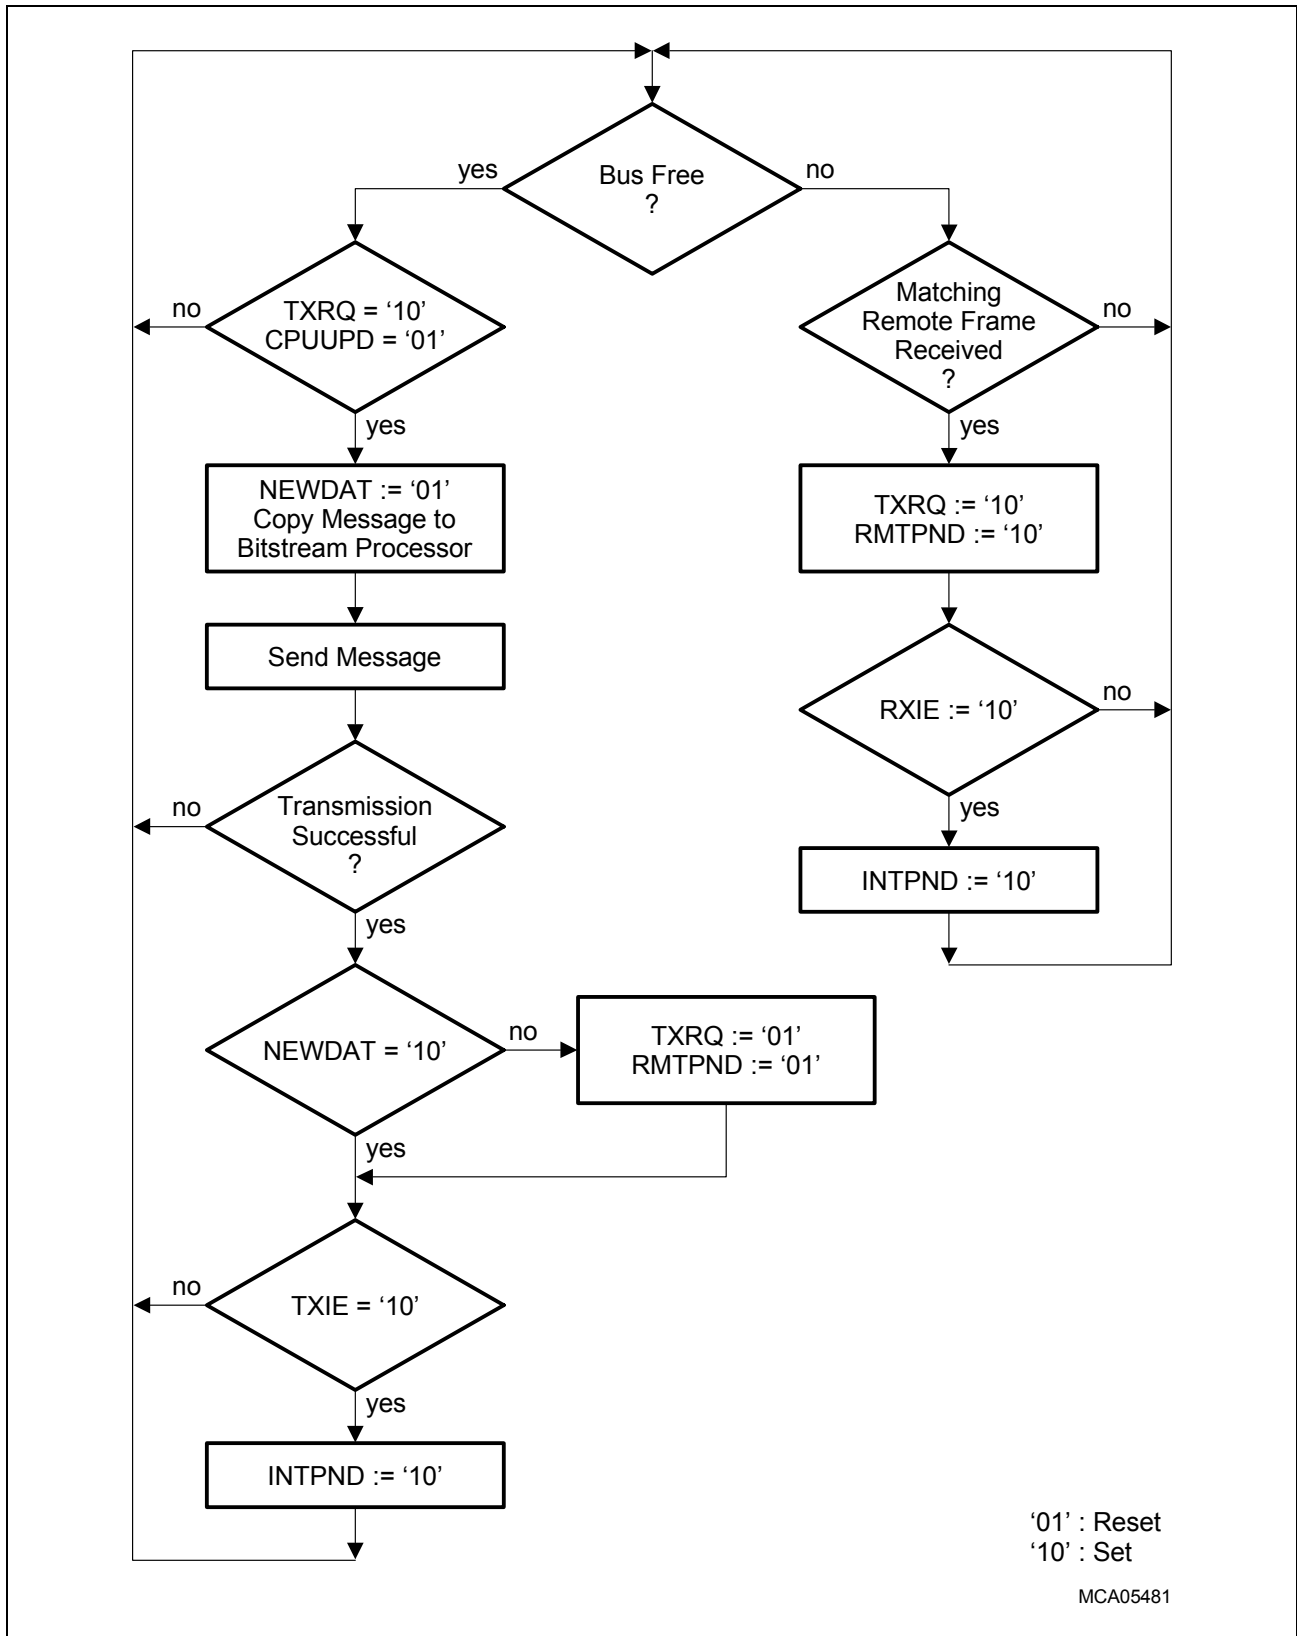 Bus Free
?
yes
no
TXRQ = ‘10’
CPUUPD = ‘01’
no
yes
NEWDAT := ‘01’
Copy Message to
Bitstream Processor
Send Message
Transmission
Successful
?
no
yes
NEWDAT = ‘10’
no
TXRQ := ‘01’
RMTPND := ‘01’
yes
TXIE = ‘10’
no
yes
INTPND := ‘10’
Matching
Remote Frame
Received
?
no
yes
TXRQ := ‘10’
RMTPND := ‘10’
RXIE := ‘10’
no
yes
INTPND := ‘10’
‘01’ : Reset
‘10’ : Set
MCA05481